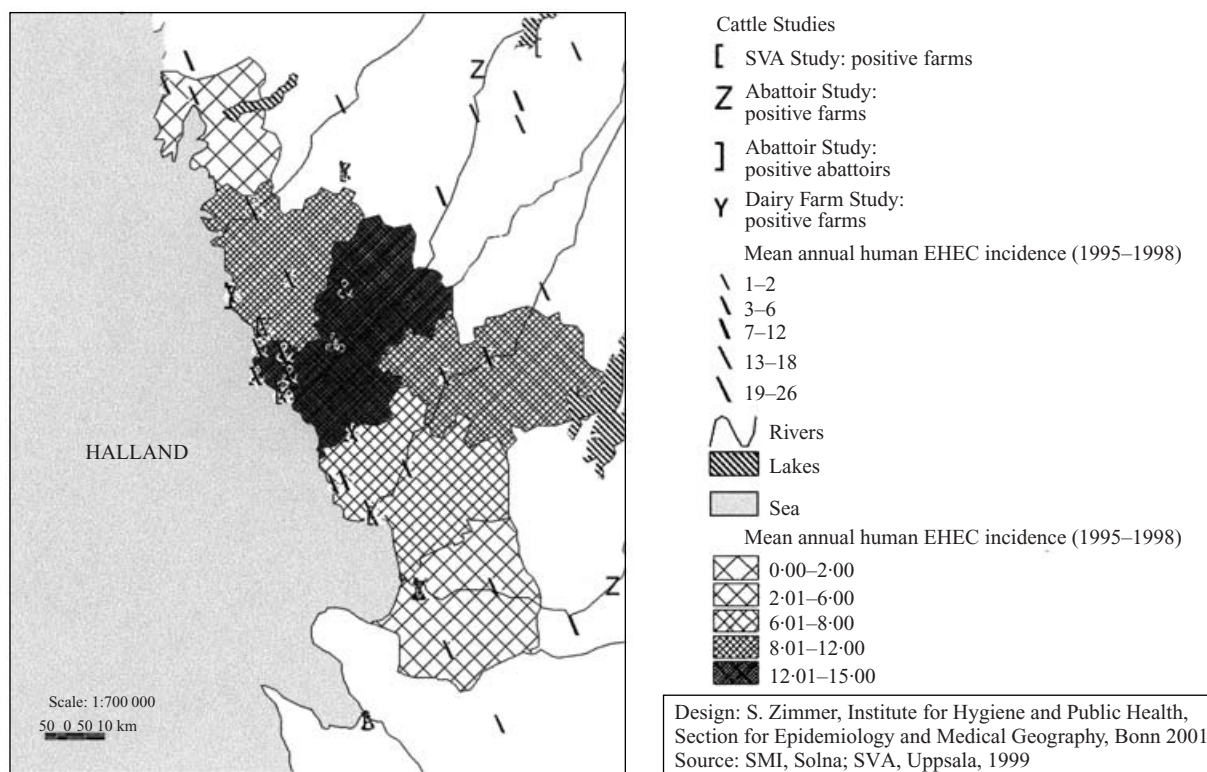 HALLAND
Scale: 1:700 000
50 0 50 10 km
Cattle Studies
[ SVA Study: positive farms
Z Abattoir Study:
positive farms
] Abattoir Study:
positive abattoirs
Y Dairy Farm Study:
positive farms
Mean annual human EHEC incidence (1995–1998)
1–2
3–6
7–12
13–18
19–26
Rivers
Lakes
Sea
Mean annual human EHEC incidence (1995–1998)
0·00–2·00
2·01–6·00
6·01–8·00
8·01–12·00
12·01–15·00
Design: S. Zimmer, Institute for Hygiene and Public Health,
Section for Epidemiology and Medical Geography, Bonn 2001
Source: SMI, Solna; SVA, Uppsala, 1999
Z
Z
[